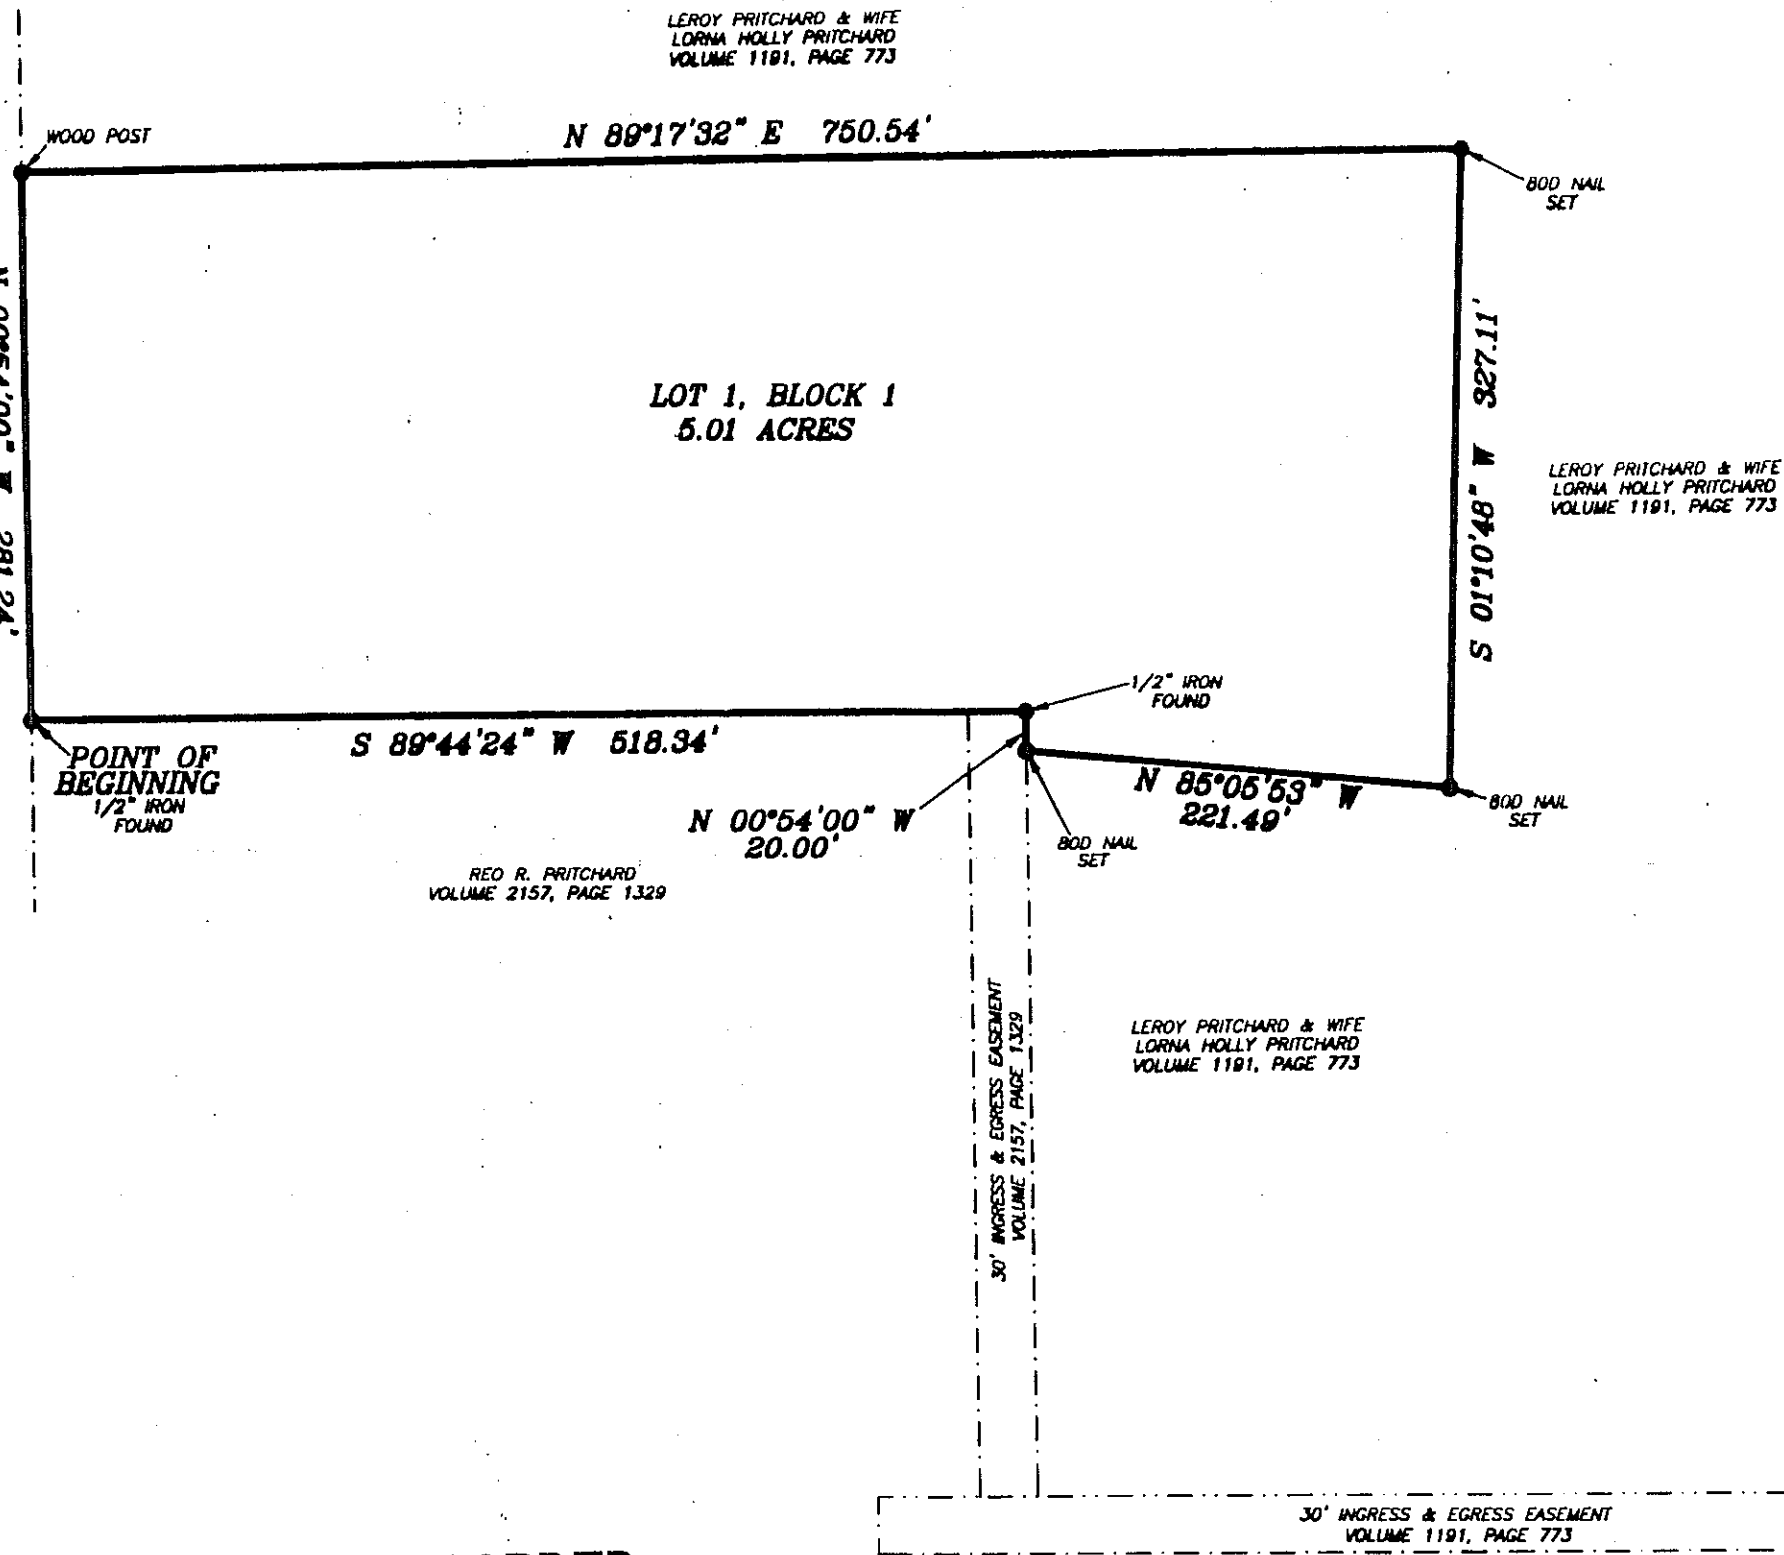 LEROY PRITCHARD & WIFE
LORNA HOLLY PRITCHARD
VOLUME 1191, PAGE 773
WOOD POST
N 89°17'32" E 750.54'
80D NAIL
SET
N 00°54'00" W 281.24'
LOT 1, BLOCK 1
5.01 ACRES
S 01°10'48" W 327.11'
LEROY PRITCHARD & WIFE
LORNA HOLLY PRITCHARD
VOLUME 1191, PAGE 773
1/2" IRON
FOUND
S 89°44'24" W 518.34'
POINT OF
BEGINNING
1/2" IRON
FOUND
N 85°05'53" W
221.49'
80D NAIL
SET
N 00°54'00" W
20.00'
80D NAIL
SET
REO R. PRITCHARD
VOLUME 2157, PAGE 1329
30' INGRESS & EGRESS EASEMENT
VOLUME 2157, PAGE 1329
LEROY PRITCHARD & WIFE
LORNA HOLLY PRITCHARD
VOLUME 1191, PAGE 773
30' INGRESS & EGRESS EASEMENT
VOLUME 1191, PAGE 773